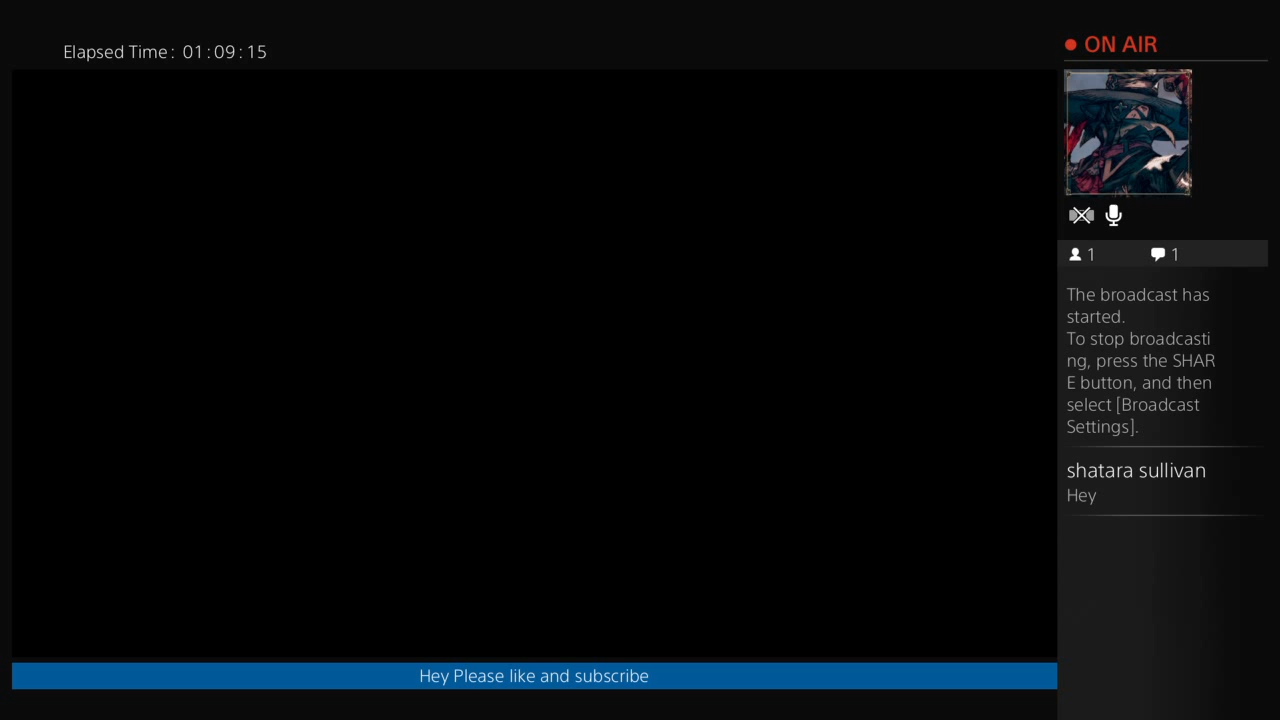 Elapsed Time: 01:09:15
ON AIR
1
1
The broadcast has
started.
To stop broadcasti
ng, press the SHAR
E button, and then
select [Broadcast
Settings].
shatara sullivan
Hey
Hey Please like and subscribe